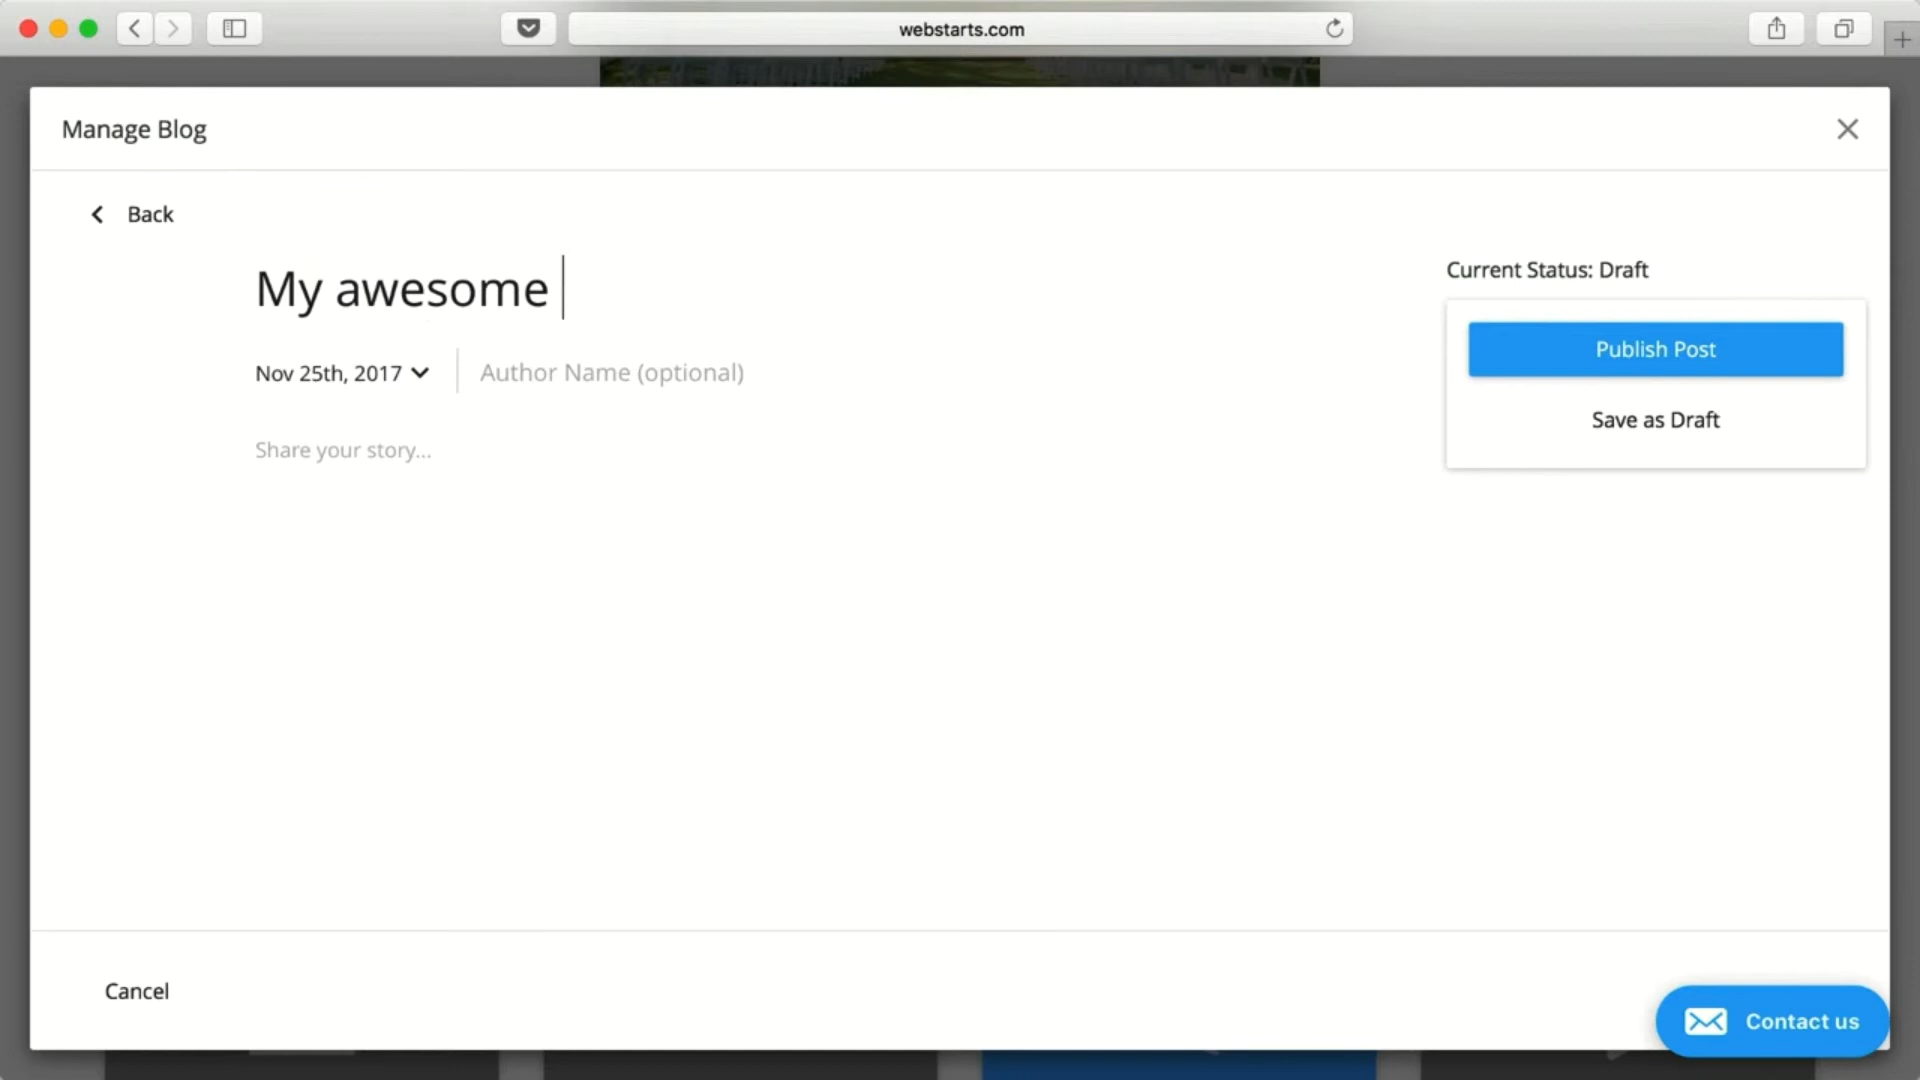 webstarts.com
Manage Blog
Back
My awesome
Current Status: Draft
Nov 25th, 2017
Author Name (optional)
Publish Post
Save as Draft
Share your story...
Cancel
Contact us